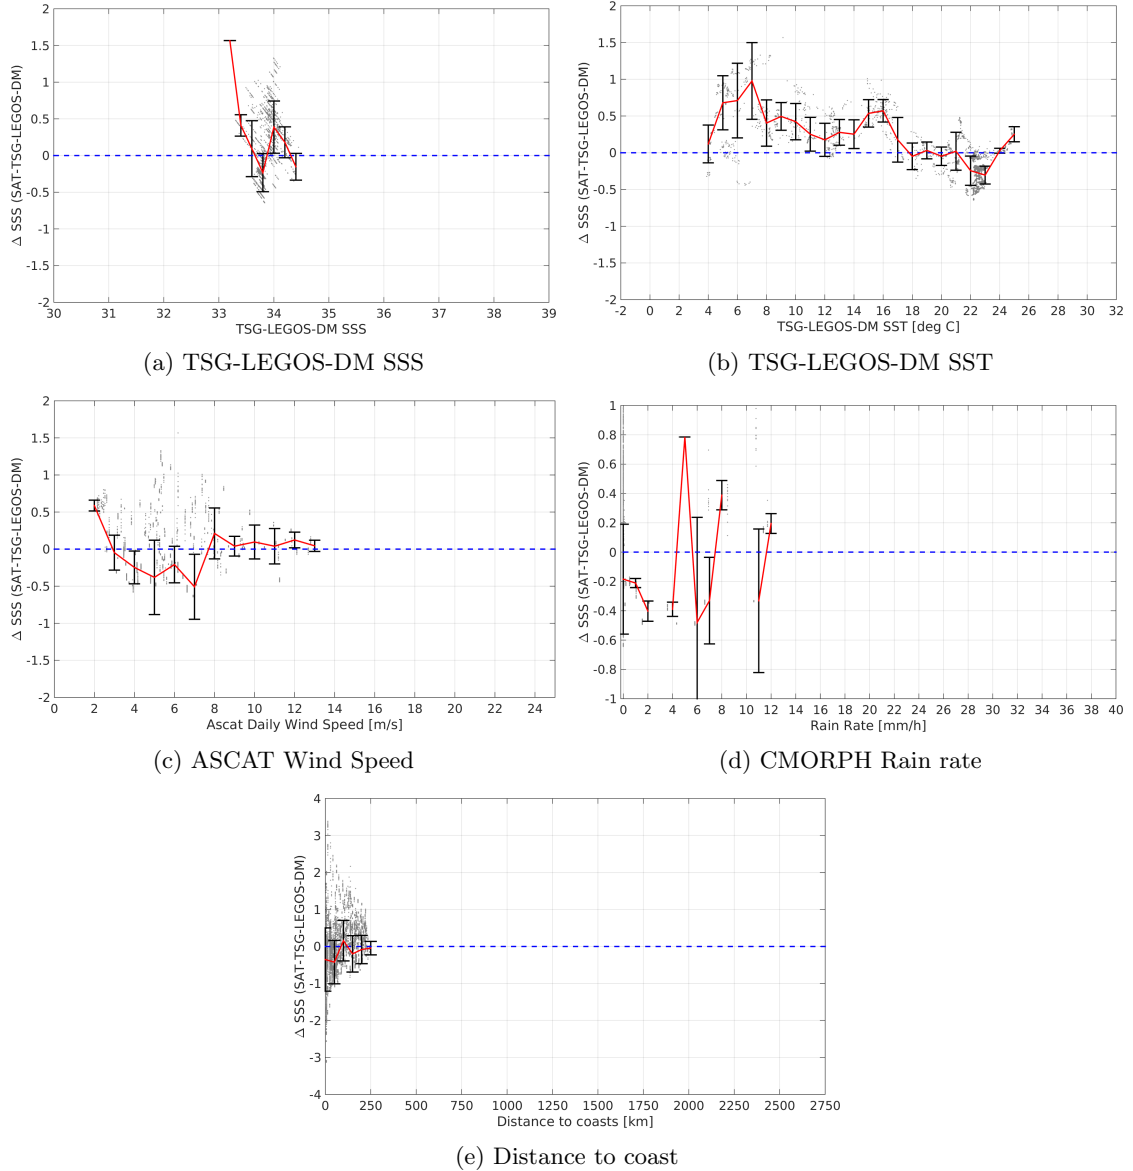 2
1.5
1
0.5
0
-0.5
-1
-1.5
-2
Δ SSS (SAT-TSG-LEGOS-DM)
30 31 32 33 34 35 36 37 38 39
TSG-LEGOS-DM SSS
(a) TSG-LEGOS-DM SSS
2
1.5
1
0.5
0
-0.5
-1
-1.5
-2
Δ SSS (SAT-TSG-LEGOS-DM)
-2 0 2 4 6 8 10 12 14 16 18 20 22 24 26 28 30 32
TSG-LEGOS-DM SST [deg C]
(b) TSG-LEGOS-DM SST
2
1.5
1
0.5
0
-0.5
-1
-1.5
-2
Δ SSS (SAT-TSG-LEGOS-DM)
0 2 4 6 8 10 12 14 16 18 20 22 24
Ascat Daily Wind Speed [m/s]
(c) ASCAT Wind Speed
1
0.8
0.6
0.4
0.2
0
-0.2
-0.4
-0.6
-0.8
-1
Δ SSS (SAT-TSG-LEGOS-DM)
0 2 4 6 8 10 12 14 16 18 20 22 24 26 28 30 32 34 36 38 40
Rain Rate [mm/h]
(d) CMORPH Rain rate
4
3
2
1
0
-1
-2
-3
-4
Δ SSS (SAT-TSG-LEGOS-DM)
0 250 500 750 1000 1250 1500 1750 2000 2250 2500 2750
Distance to coasts [km]
(e) Distance to coast